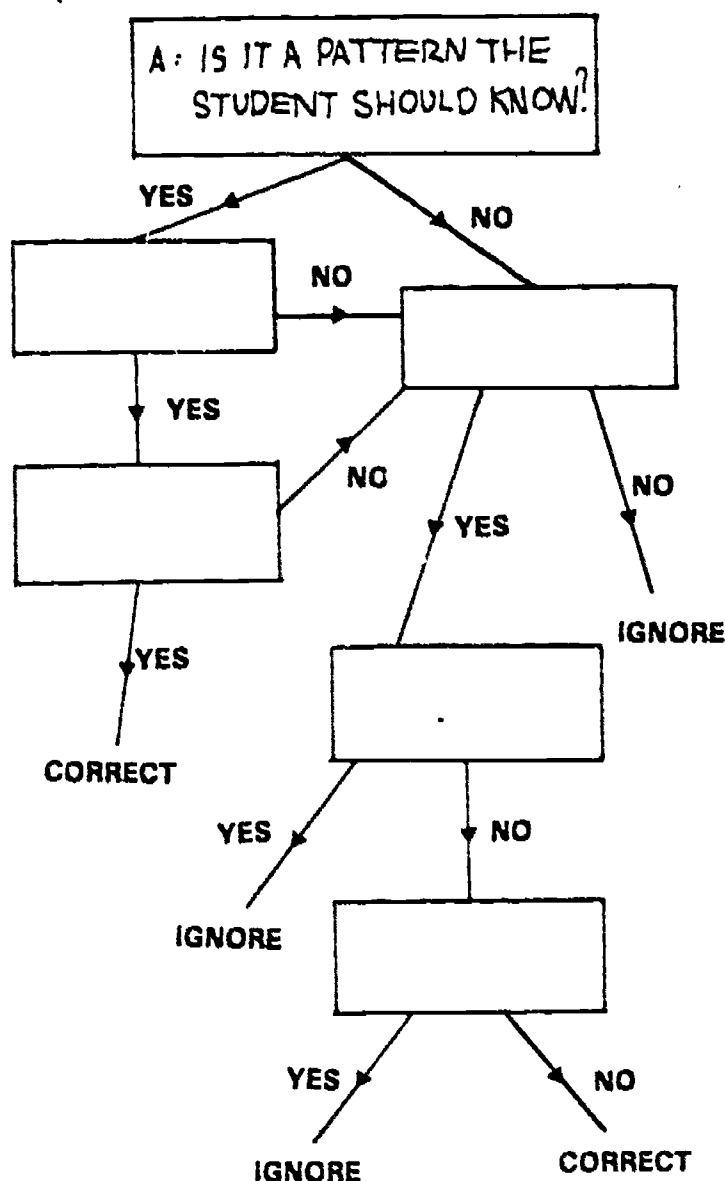 A: IS IT A PATTERN THE
STUDENT SHOULD KNOW?
YES
NO
NO
YES
NO
YES
NO
IGNORE
YES
CORRECT
YES
NO
IGNORE
YES
NO
IGNORE
CORRECT